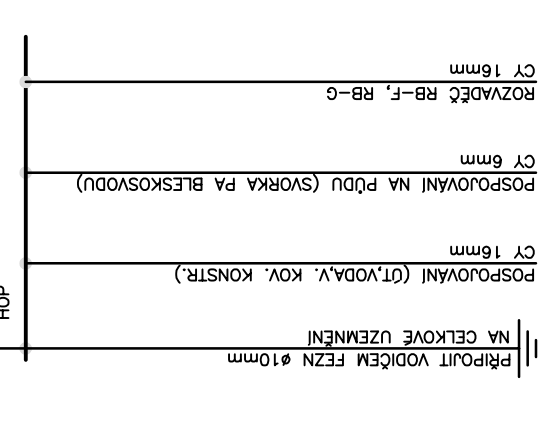 PŘIPOJIT VODIČEM FEZN ø10mm
NA CELKOVÉ UZEMNĚNÍ
HOP
POSPOJOVÁNÍ (ÚT,VODA,V. KOV. KONSTR.)
CY 16mm
POSPOJOVÁNÍ NA PŮDU (SVORKA PA BLESKOSVODU)
CY 6mm
ROZVADĚČ RB-F, RB-G
CY 16mm